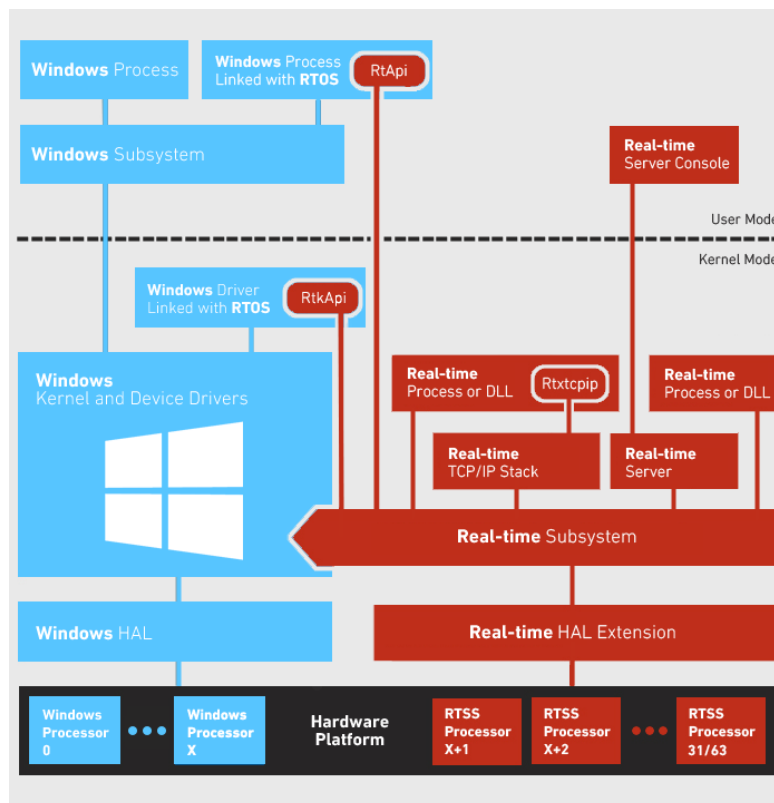 Windows Process
Windows Process
Linked with RTOS
RtApi
Windows Subsystem
Real-time
Server Console
User Mode
Kernel Mode
Windows Driver
Linked with RTOS
RtkApi
Windows
Kernel and Device Drivers
Real-time
Process or DLL
Rtxtcpip
Real-time
Process or DLL
Real-time
TCP/IP Stack
Real-time
Server
Real-time Subsystem
Windows HAL
Real-time HAL Extension
Windows
Processor
0
Windows
Processor
X
Hardware
Platform
RTSS
Processor
X+1
RTSS
Processor
X+2
RTSS
Processor
31/63